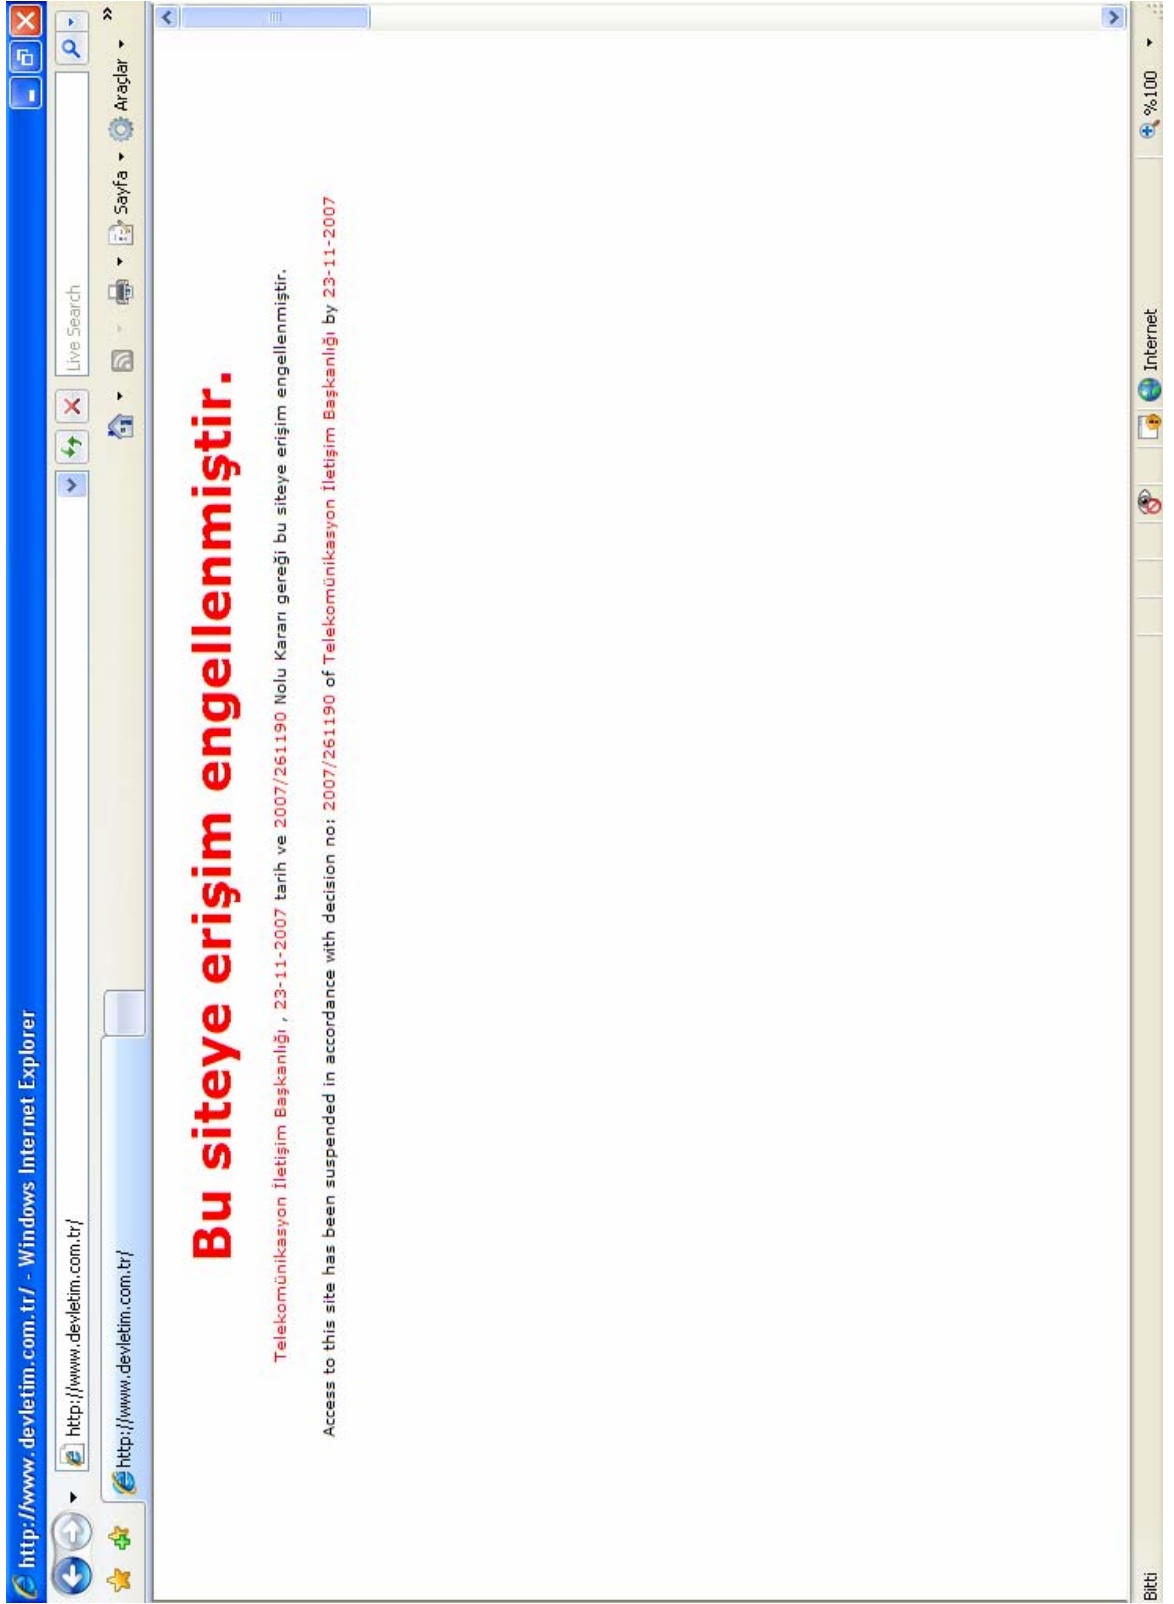 http://www.devletim.com.tr/ - Windows Internet Explorer
http://www.devletim.com.tr/
Live Search
http://www.devletim.com.tr/
Sayfa
Araçlar
»
Bu siteye erişim engellenmiştir.
Telekomünikasyon İletişim Başkanlığı , 23-11-2007 tarih ve 2007/261190 Nolu Kararı gereği bu siteye erişim engellenmiştir.
Access to this site has been suspended in accordance with decision no: 2007/261190 of Telekomünikasyon İletişim Başkanlığı by 23-11-2007
Bitti
Internet
%100